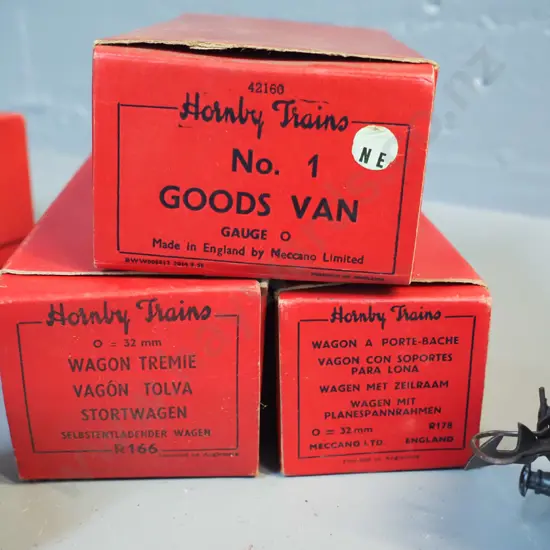 42160
Hornby Trains
No. 1
NE
GOODS VAN
GAUGE O
Made in England by Meccano Limited
Hornby Trains
O = 32 mm
WAGON TREMIE
VAGÓN TOLVA
STORTWAGEN
SELBSTENTLADENDER WAGEN
R166
Hornby Trains
WAGON A PORTE-BACHE
VAGON CON SOPORTES
PARA LONA
WAGEN MET ZEILRAAM
WAGEN MIT
PLANESPANNRAHMEN
O = 32mm R178
MECCANO LTD. ENGLAND